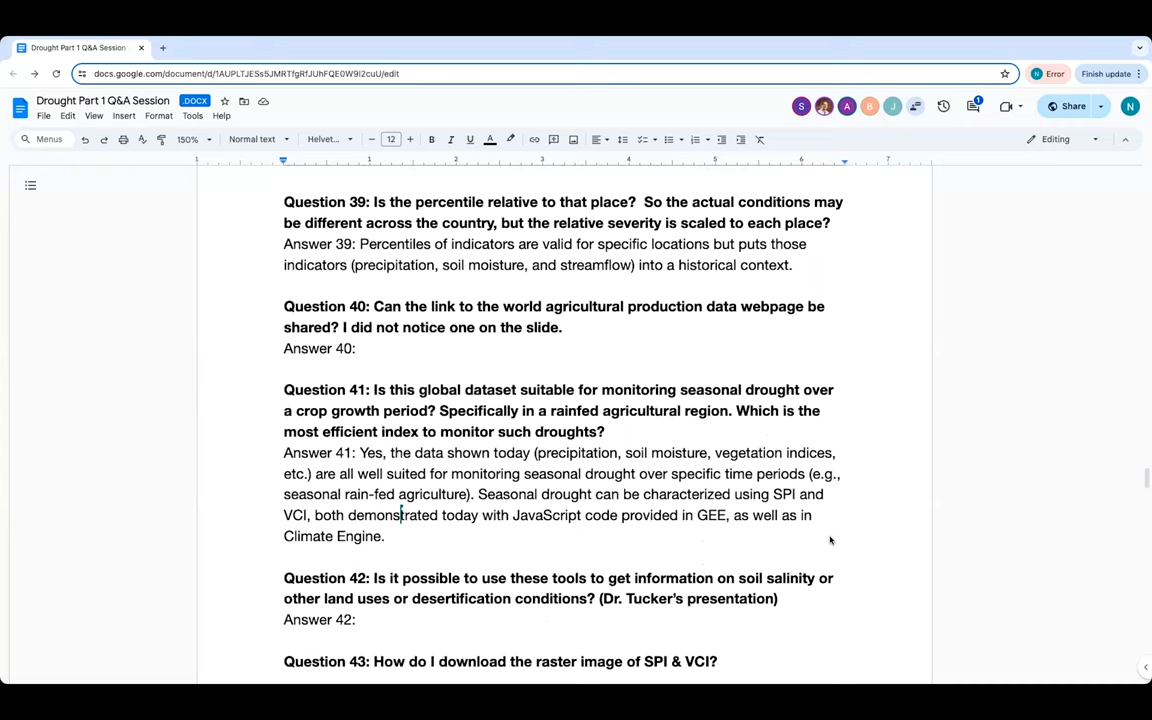 Drought Part 1 Q&A Session
docs.google.com/document/d/1AUPLTJESs5JMRTfgRfJUhFQE0W9l2cuU/edit
N Error
Finish update
Drought Part 1 Q&A Session .DOCX
File Edit View Insert Format Tools Help
S A B J 1 Share N
Menus 150% Normal text Helvet... 12 B I U A Editing
1 1 2 3 4 5 6 7
Question 39: Is the percentile relative to that place?  So the actual conditions may
be different across the country, but the relative severity is scaled to each place?
Answer 39: Percentiles of indicators are valid for specific locations but puts those
indicators (precipitation, soil moisture, and streamflow) into a historical context.
Question 40: Can the link to the world agricultural production data webpage be
shared? I did not notice one on the slide.
Answer 40:
Question 41: Is this global dataset suitable for monitoring seasonal drought over
a crop growth period? Specifically in a rainfed agricultural region. Which is the
most efficient index to monitor such droughts?
Answer 41: Yes, the data shown today (precipitation, soil moisture, vegetation indices,
etc.) are all well suited for monitoring seasonal drought over specific time periods (e.g.,
seasonal rain-fed agriculture). Seasonal drought can be characterized using SPI and
VCI, both demonstrated today with JavaScript code provided in GEE, as well as in
Climate Engine.
Question 42: Is it possible to use these tools to get information on soil salinity or
other land uses or desertification conditions? (Dr. Tucker's presentation)
Answer 42:
Question 43: How do I download the raster image of SPI & VCI?